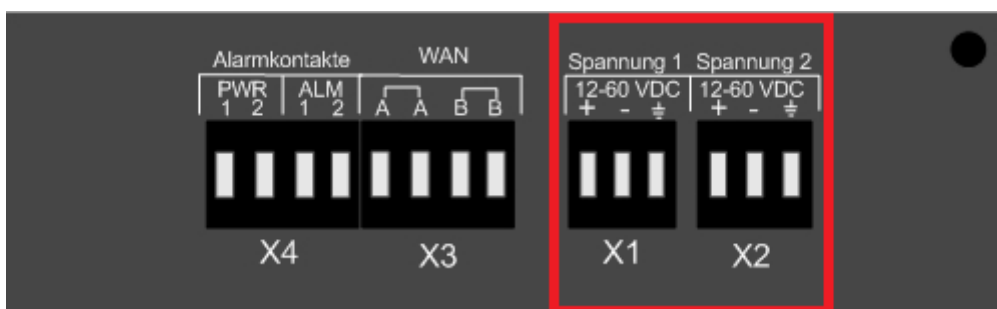 Alarmkontakte WAN Spannung 1 Spannung 2
PWR ALM 12-60 VDC 12-60 VDC
1 2 1 2 A A B B + - ⏚ + - ⏚
X4 X3 X1 X2